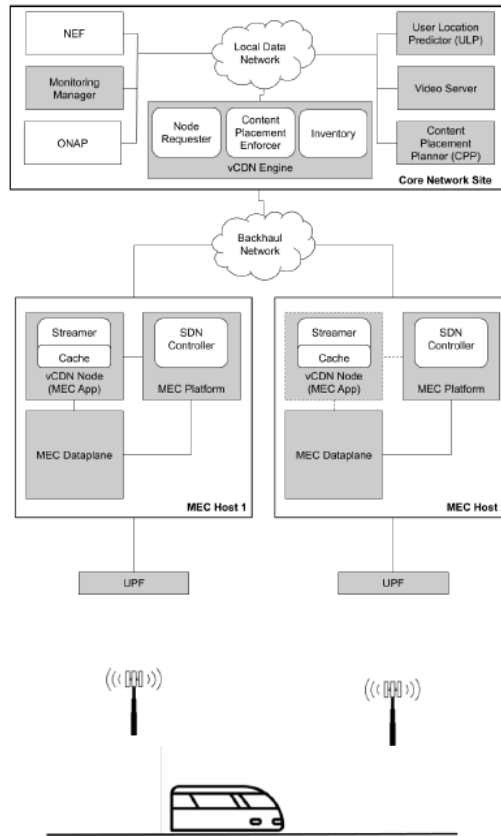 NEF
Monitoring
Manager
ONAP
Local Data
Network
User Location
Predictor (ULP)
Video Server
Content
Placement
Planner (CPP)
Node
Requester
Content
Placement
Enforcer
Inventory
vCDN Engine
Core Network Site
Backhaul
Network
Streamer
Cache
vCDN Node
(MEC App)
SDN
Controller
MEC Platform
MEC Dataplane
MEC Host 1
Streamer
Cache
vCDN Node
(MEC App)
SDN
Controller
MEC Platform
MEC Dataplane
MEC Host
UPF
UPF